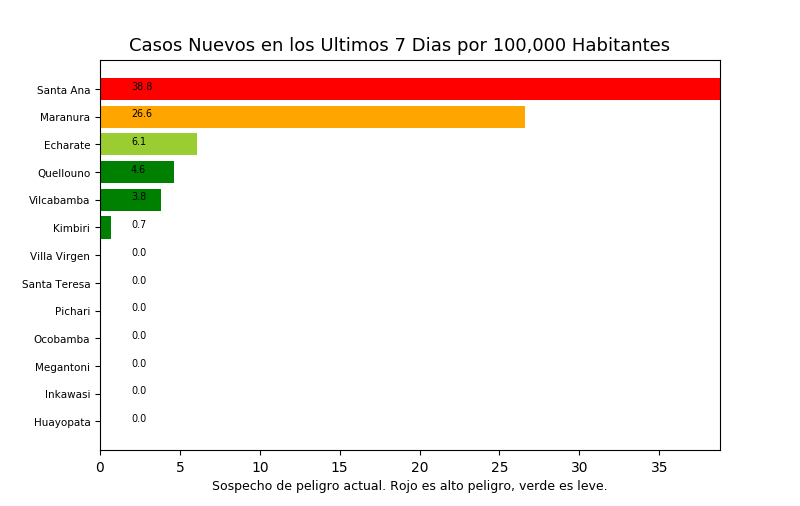 Casos Nuevos en los Ultimos 7 Dias por 100,000 Habitantes
Santa Ana 38.8
Maranura 26.6
Echarate 6.1
Quellouno 4.6
Vilcabamba 3.8
Kimbiri 0.7
Villa Virgen 0.0
Santa Teresa 0.0
Pichari 0.0
Ocobamba 0.0
Megantoni 0.0
Inkawasi 0.0
Huayopata 0.0
0 5 10 15 20 25 30 35
Sospecho de peligro actual. Rojo es alto peligro, verde es leve.